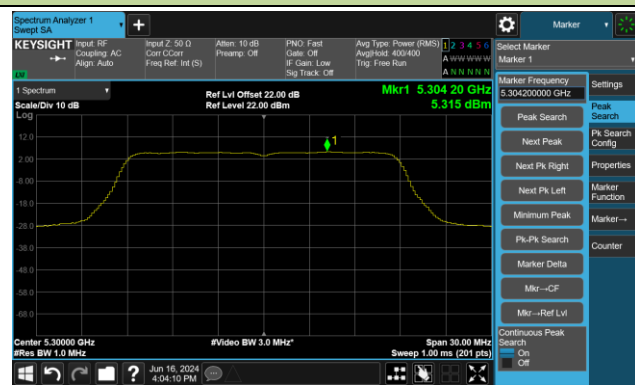 Spectrum Analyzer 1
Swept SA
+
Marker
KEYSIGHT
Input: RF
Coupling: AC
Align: Auto
Input Z: 50 Ω
Corr CCorr
Freq Ref: Int (S)
Atten: 10 dB
Preamp: Off
PNO: Fast
Gate: Off
IF Gain: Low
Sig Track: Off
Avg Type: Power (RMS)
Avg|Hold: 400/400
Trig: Free Run
1 2 3 4 5 6
A W W W W W
A N N N N N
LW
Select Marker
Marker 1
1 Spectrum
Scale/Div 10 dB
Log
Ref Lvl Offset 22.00 dB
Ref Level 22.00 dBm
Mkr1 5.304 20 GHz
5.315 dBm
1
12.0
2.00
-8.00
-18.0
-28.0
-38.0
-48.0
-58.0
-68.0
Center 5.30000 GHz
#Res BW 1.0 MHz
#Video BW 3.0 MHz*
Span 30.00 MHz
Sweep 1.00 ms (201 pts)
Marker Frequency
5.304200000 GHz
Peak Search
Next Peak
Next Pk Right
Next Pk Left
Minimum Peak
Pk-Pk Search
Marker Delta
Mkr→CF
Mkr→Ref Lvl
Continuous Peak
Search
On
Off
Settings
Peak
Search
Pk Search
Config
Properties
Marker
Function
Marker→
Counter
?
Jun 16, 2024
4:04:10 PM